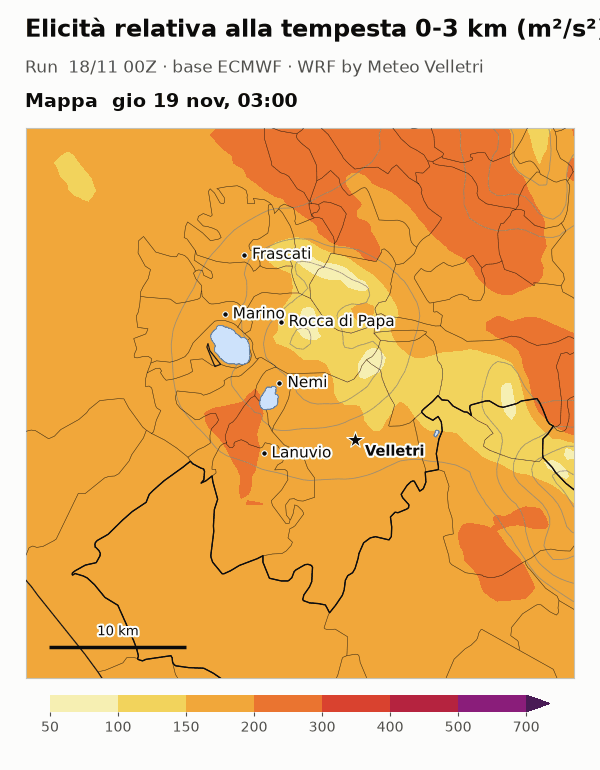 Elicità relativa alla tempesta 0-3 km (m²/s²)
Run  18/11 00Z · base ECMWF · WRF by Meteo Velletri
Mappa  gio 19 nov, 03:00
Frascati
Marino
Rocca di Papa
Nemi
Velletri
Lanuvio
10 km
50 100 150 200 300 400 500 700